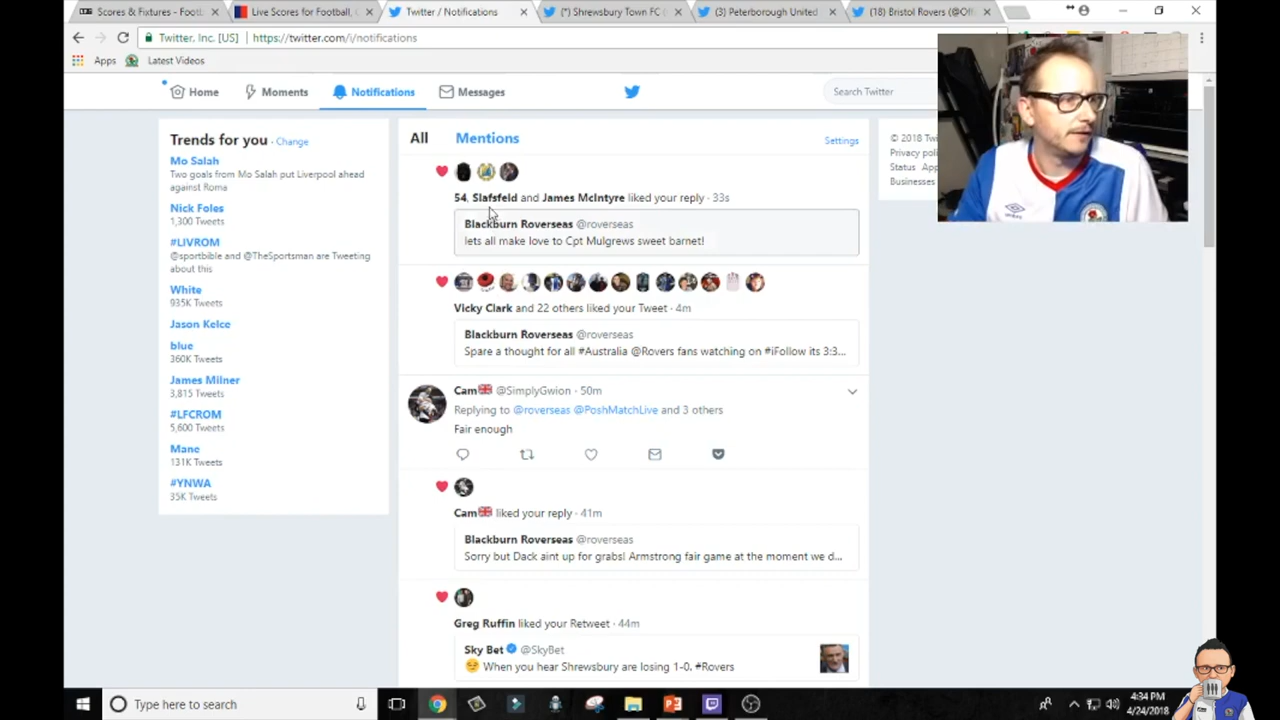 Scores & Fixtures - Footl
Live Scores for Football,
Twitter / Notifications
(*) Shrewsbury Town FC
(3) Peterborough United
(18) Bristol Rovers (@Off
Twitter, Inc. [US] https://twitter.com/i/notifications
Apps Latest Videos
Home Moments Notifications Messages Search Twitter
Trends for you · Change
Mo Salah
Two goals from Mo Salah put Liverpool ahead
against Roma
Nick Foles
1,300 Tweets
#LIVROM
@sportbible and @TheSportsman are Tweeting
about this
White
935K Tweets
Jason Kelce
blue
360K Tweets
James Milner
3,815 Tweets
#LFCROM
5,600 Tweets
Mane
131K Tweets
#YNWA
35K Tweets
All Mentions Settings
54, Slafsfeld and James McIntyre liked your reply · 33s
Blackburn Roverseas @roverseas
lets all make love to Cpt Mulgrews sweet barnet!
Vicky Clark and 22 others liked your Tweet · 4m
Blackburn Roverseas @roverseas
Spare a thought for all #Australia @Rovers fans watching on #iFollow its 3:3...
Cam @SimplyGwion · 50m
Replying to @roverseas @PoshMatchLive and 3 others
Fair enough
Cam liked your reply · 41m
Blackburn Roverseas @roverseas
Sorry but Dack aint up for grabs! Armstrong fair game at the moment we d...
Greg Ruffin liked your Retweet · 44m
Sky Bet @SkyBet
When you hear Shrewsbury are losing 1-0. #Rovers
© 2018 Twi
Privacy poli
Status App
Businesses
umbro
Type here to search
4:34 PM
4/24/2018